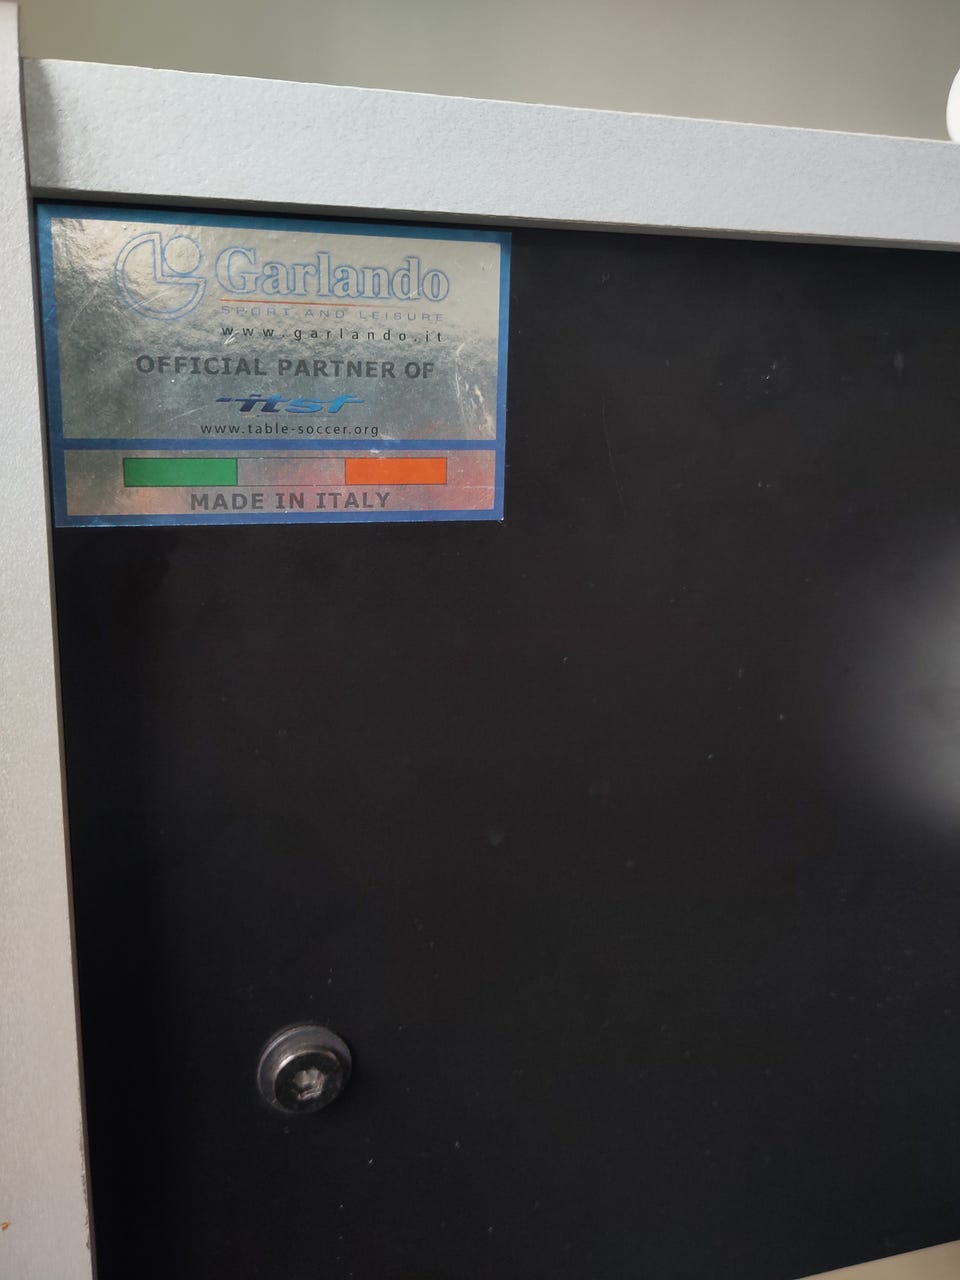 Garlando
SPORT AND LEISURE
www.garlando.it
OFFICIAL PARTNER OF
itsf
www.table-soccer.org
MADE IN ITALY